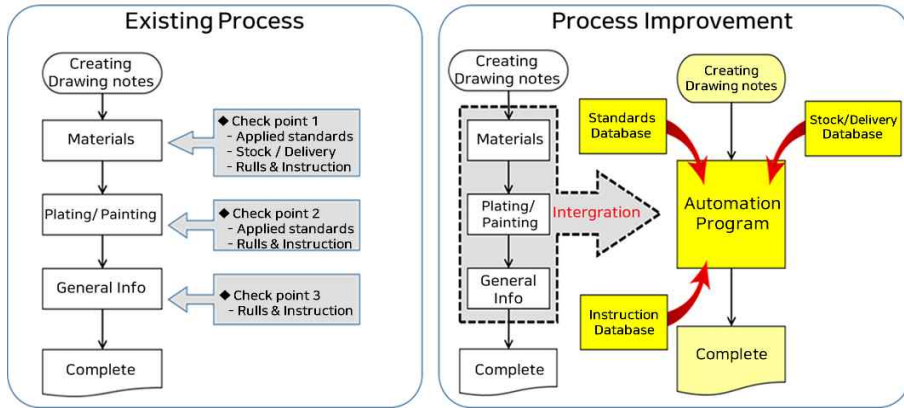 Existing Process
Creating
Drawing notes
Materials
◆ Check point 1
- Applied standards
- Stock / Delivery
- Rulls & Instruction
Plating/ Painting
◆ Check point 2
- Applied standards
- Rulls & Instruction
General Info
◆ Check point 3
- Rulls & Instruction
Complete
Process Improvement
Creating
Drawing notes
Materials
Plating/
Painting
General
Info
Complete
Intergration
Creating
Drawing notes
Standards
Database
Stock/Delivery
Database
Automation
Program
Instruction
Database
Complete